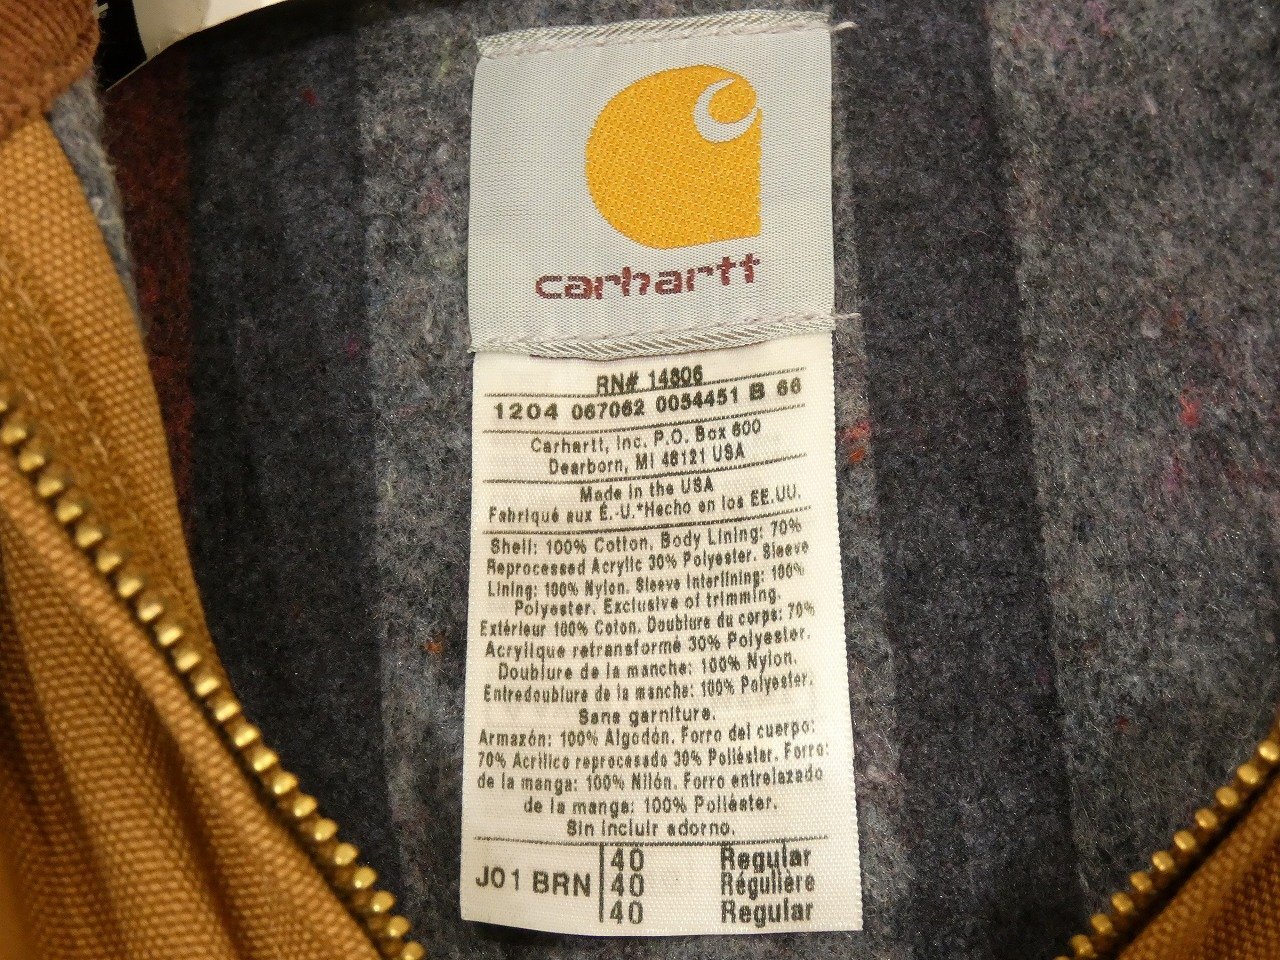 carhartt
RN# 14806
1204 067062 0054451 B 66
Carhartt, Inc. P.O. Box 600
Dearborn, MI 48121 USA
Made in the USA
Fabriqué aux É.-U.*Hecho en los EE.UU.
Shell: 100% Cotton. Body Lining: 70%
Reprocessed Acrylic 30% Polyester. Sleeve
Lining: 100% Nylon. Sleeve Interlining: 100%
Polyester. Exclusive of trimming.
Extérieur 100% Coton. Doublure du corps: 70%
Acryllque retransformé 30% Polyester.
Doublure de la manche: 100% Nylon.
Entredoublure de la manche: 100% Polyester.
Sans garniture.
Armazón: 100% Algodón. Forro del cuerpo:
70% Acrílico reprocesado 30% Poliéster. Forro:
de la manga: 100% Nilón. Forro entrelazado
de la manga: 100% Poliéster.
Sin incluir adorno.
J01 BRN 40 Regular
40 Régulière
40 Regular